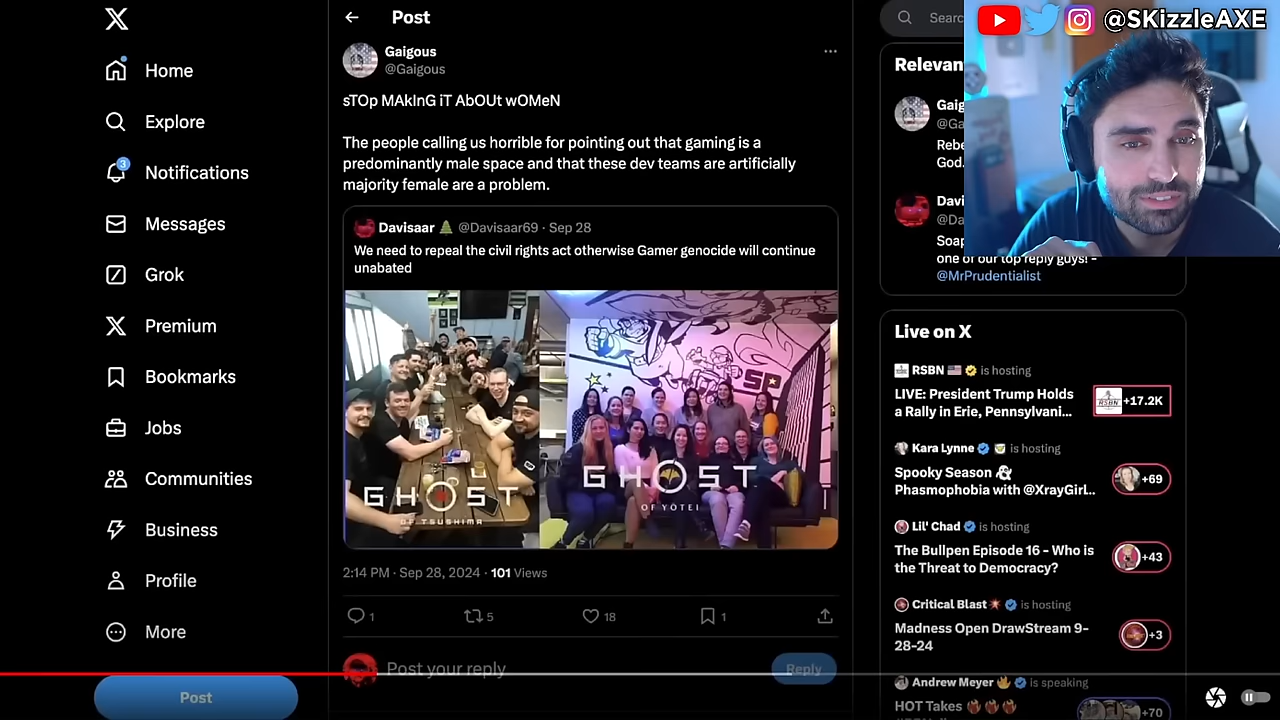 Home
Explore
3
Notifications
Messages
Grok
Premium
Bookmarks
Jobs
Communities
Business
Profile
More
Post
Post
Gaigous
@Gaigous
sTOp MAkInG iT AbOUt wOMeN
The people calling us horrible for pointing out that gaming is a
predominantly male space and that these dev teams are artificially
majority female are a problem.
Davisaar 🌲 @Davisaar69 · Sep 28
We need to repeal the civil rights act otherwise Gamer genocide will continue
unabated
GHOST
OF TSUSHIMA
SP
GHOST
OF YŌTEI
2:14 PM · Sep 28, 2024 · 101 Views
1
5
18
1
Post your reply
Reply
Searc
@SKizzleAXE
Relevan
Gaig
@Ga
Rebe
God.
Davi
@Da
Soap
one of our top reply guys! -
@MrPrudentialist
Live on X
RSBN 🇺🇸 is hosting
LIVE: President Trump Holds
a Rally in Erie, Pennsylvani...
RSBN
+17.2K
Kara Lynne is hosting
Spooky Season 👻
Phasmophobia with @XrayGirl...
+69
Lil' Chad is hosting
The Bullpen Episode 16 - Who is
the Threat to Democracy?
+43
Critical Blast is hosting
Madness Open DrawStream 9-
28-24
+3
Andrew Meyer 🔥 is speaking
HOT Takes 🔥🔥🔥
+70